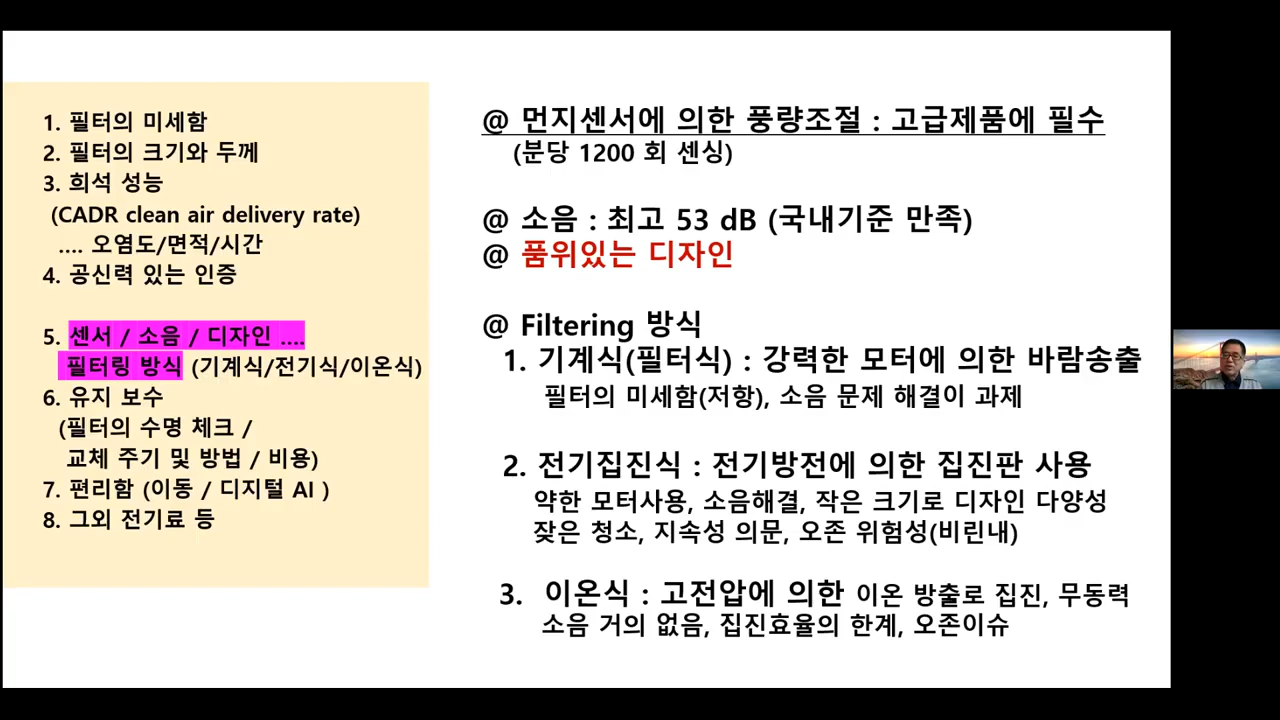 1. 필터의 미세함
2. 필터의 크기와 두께
3. 희석 성능
(CADR clean air delivery rate)
.... 오염도/면적/시간
4. 공신력 있는 인증
5. 센서 / 소음 / 디자인 ....
필터링 방식 (기계식/전기식/이온식)
6. 유지 보수
(필터의 수명 체크 /
교체 주기 및 방법 / 비용)
7. 편리함 (이동 / 디지털 AI )
8. 그외 전기료 등
@ 먼지센서에 의한 풍량조절 : 고급제품에 필수
(분당 1200 회 센싱)
@ 소음 : 최고 53 dB (국내기준 만족)
@ 품위있는 디자인
@ Filtering 방식
1. 기계식(필터식) : 강력한 모터에 의한 바람송출
필터의 미세함(저항), 소음 문제 해결이 과제
2. 전기집진식 : 전기방전에 의한 집진판 사용
약한 모터사용, 소음해결, 작은 크기로 디자인 다양성
잦은 청소, 지속성 의문, 오존 위험성(비린내)
3. 이온식 : 고전압에 의한 이온 방출로 집진, 무동력
소음 거의 없음, 집진효율의 한계, 오존이슈